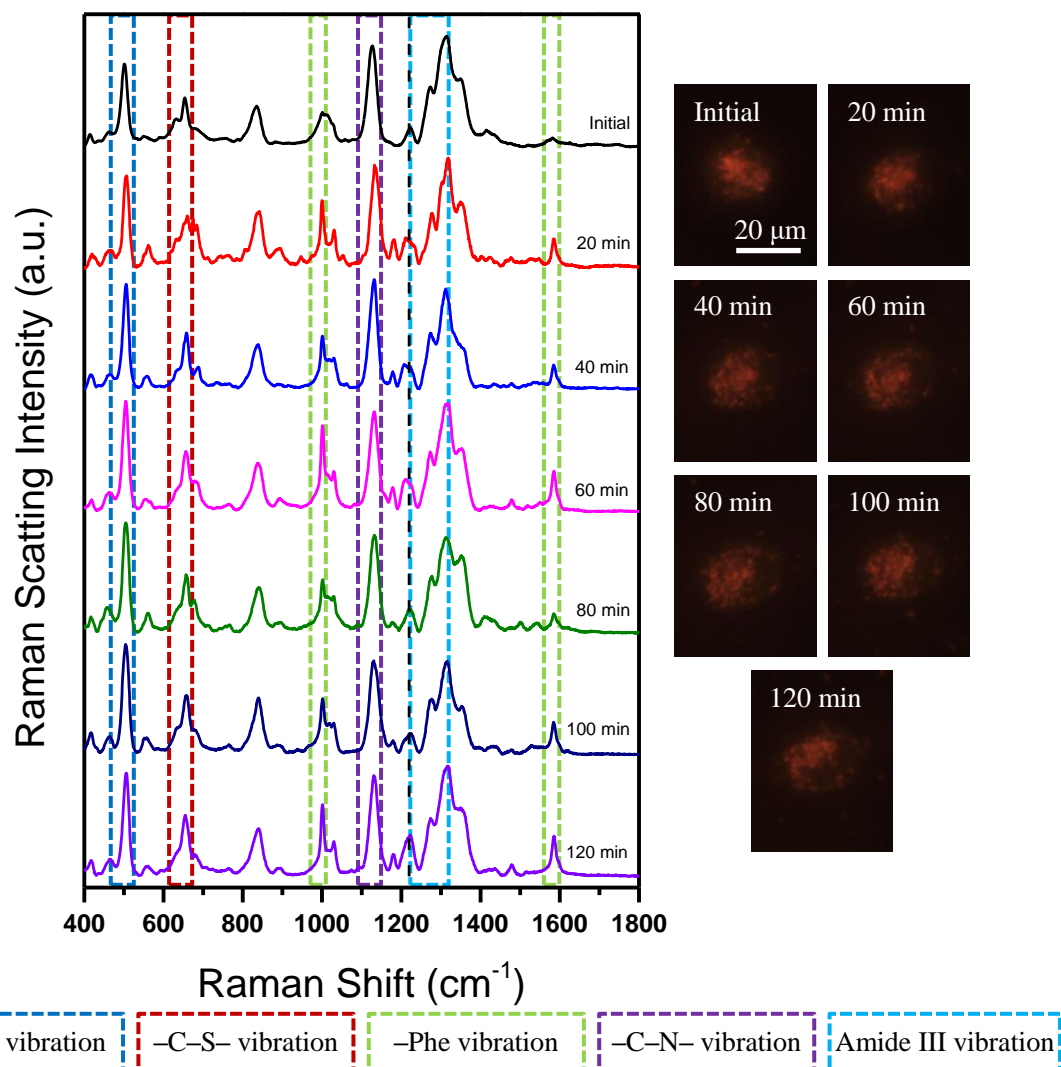 Raman Scatting Intensity (a.u.)
Initial
20 min
40 min
60 min
80 min
100 min
120 min
400 600 800 1000 1200 1400 1600 1800
Raman Shift (cm⁻¹)
Initial
20 μm
20 min
40 min
60 min
80 min
100 min
120 min
vibration
–C–S– vibration
–Phe vibration
–C–N– vibration
Amide III vibration